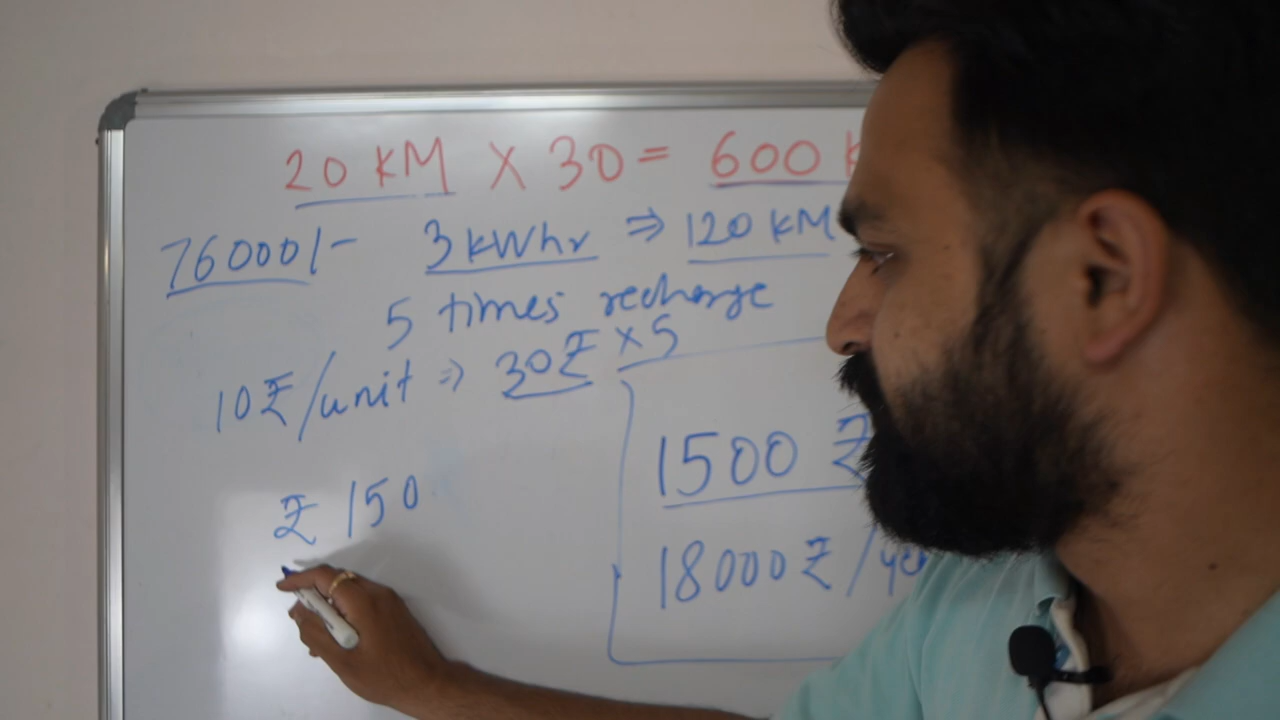 20 KM X 30 = 600 K
76000/- 3 kWhr ⇒ 120 KM
5 times recharge
10₹/unit ⇒ 30₹ x 5
1500 ₹
₹ 150
18000 ₹ /ye